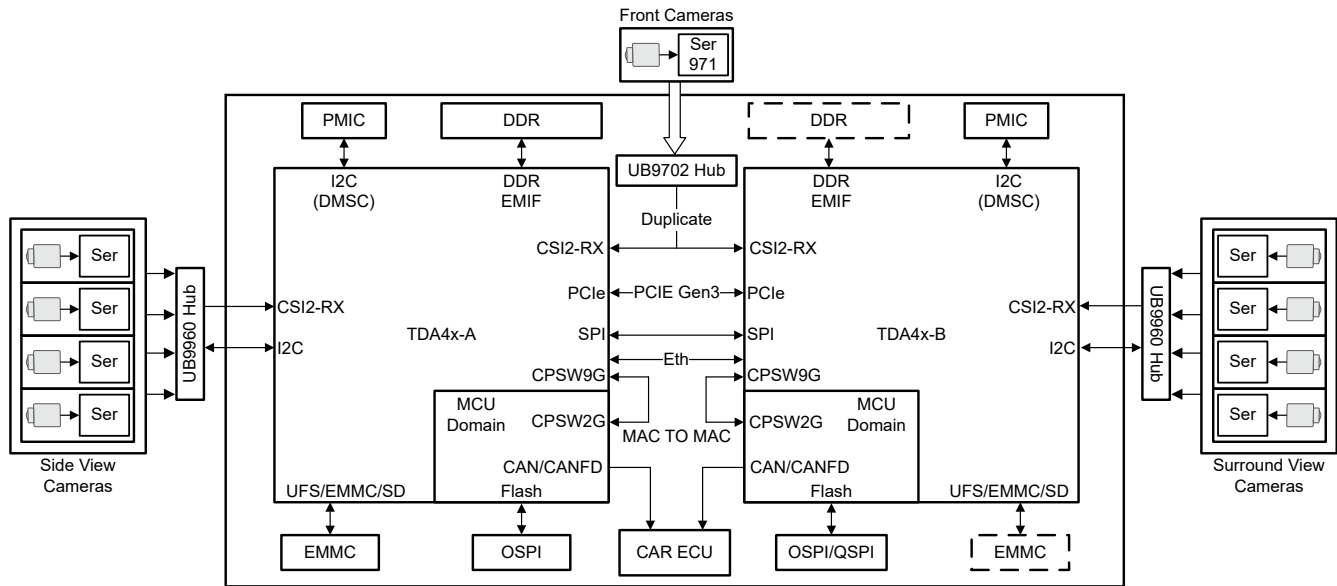 Front Cameras
Ser
971
PMIC
DDR
DDR
PMIC
UB9702 Hub
I2C
(DMSC)
DDR
EMIF
DDR
EMIF
I2C
(DMSC)
Duplicate
CSI2-RX
CSI2-RX
Ser
Ser
Ser
Ser
UB9960 Hub
CSI2-RX
I2C
PCIe
PCIE Gen3
PCIe
TDA4x-A
SPI
SPI
TDA4x-B
Eth
CPSW9G
CPSW9G
CSI2-RX
I2C
UB9960 Hub
Ser
Ser
Ser
Ser
MCU
Domain
CPSW2G
MAC TO MAC
CPSW2G
MCU
Domain
CAN/CANFD
CAN/CANFD
Side View
Cameras
Surround View
Cameras
UFS/EMMC/SD
Flash
Flash
UFS/EMMC/SD
EMMC
OSPI
CAR ECU
OSPI/QSPI
EMMC